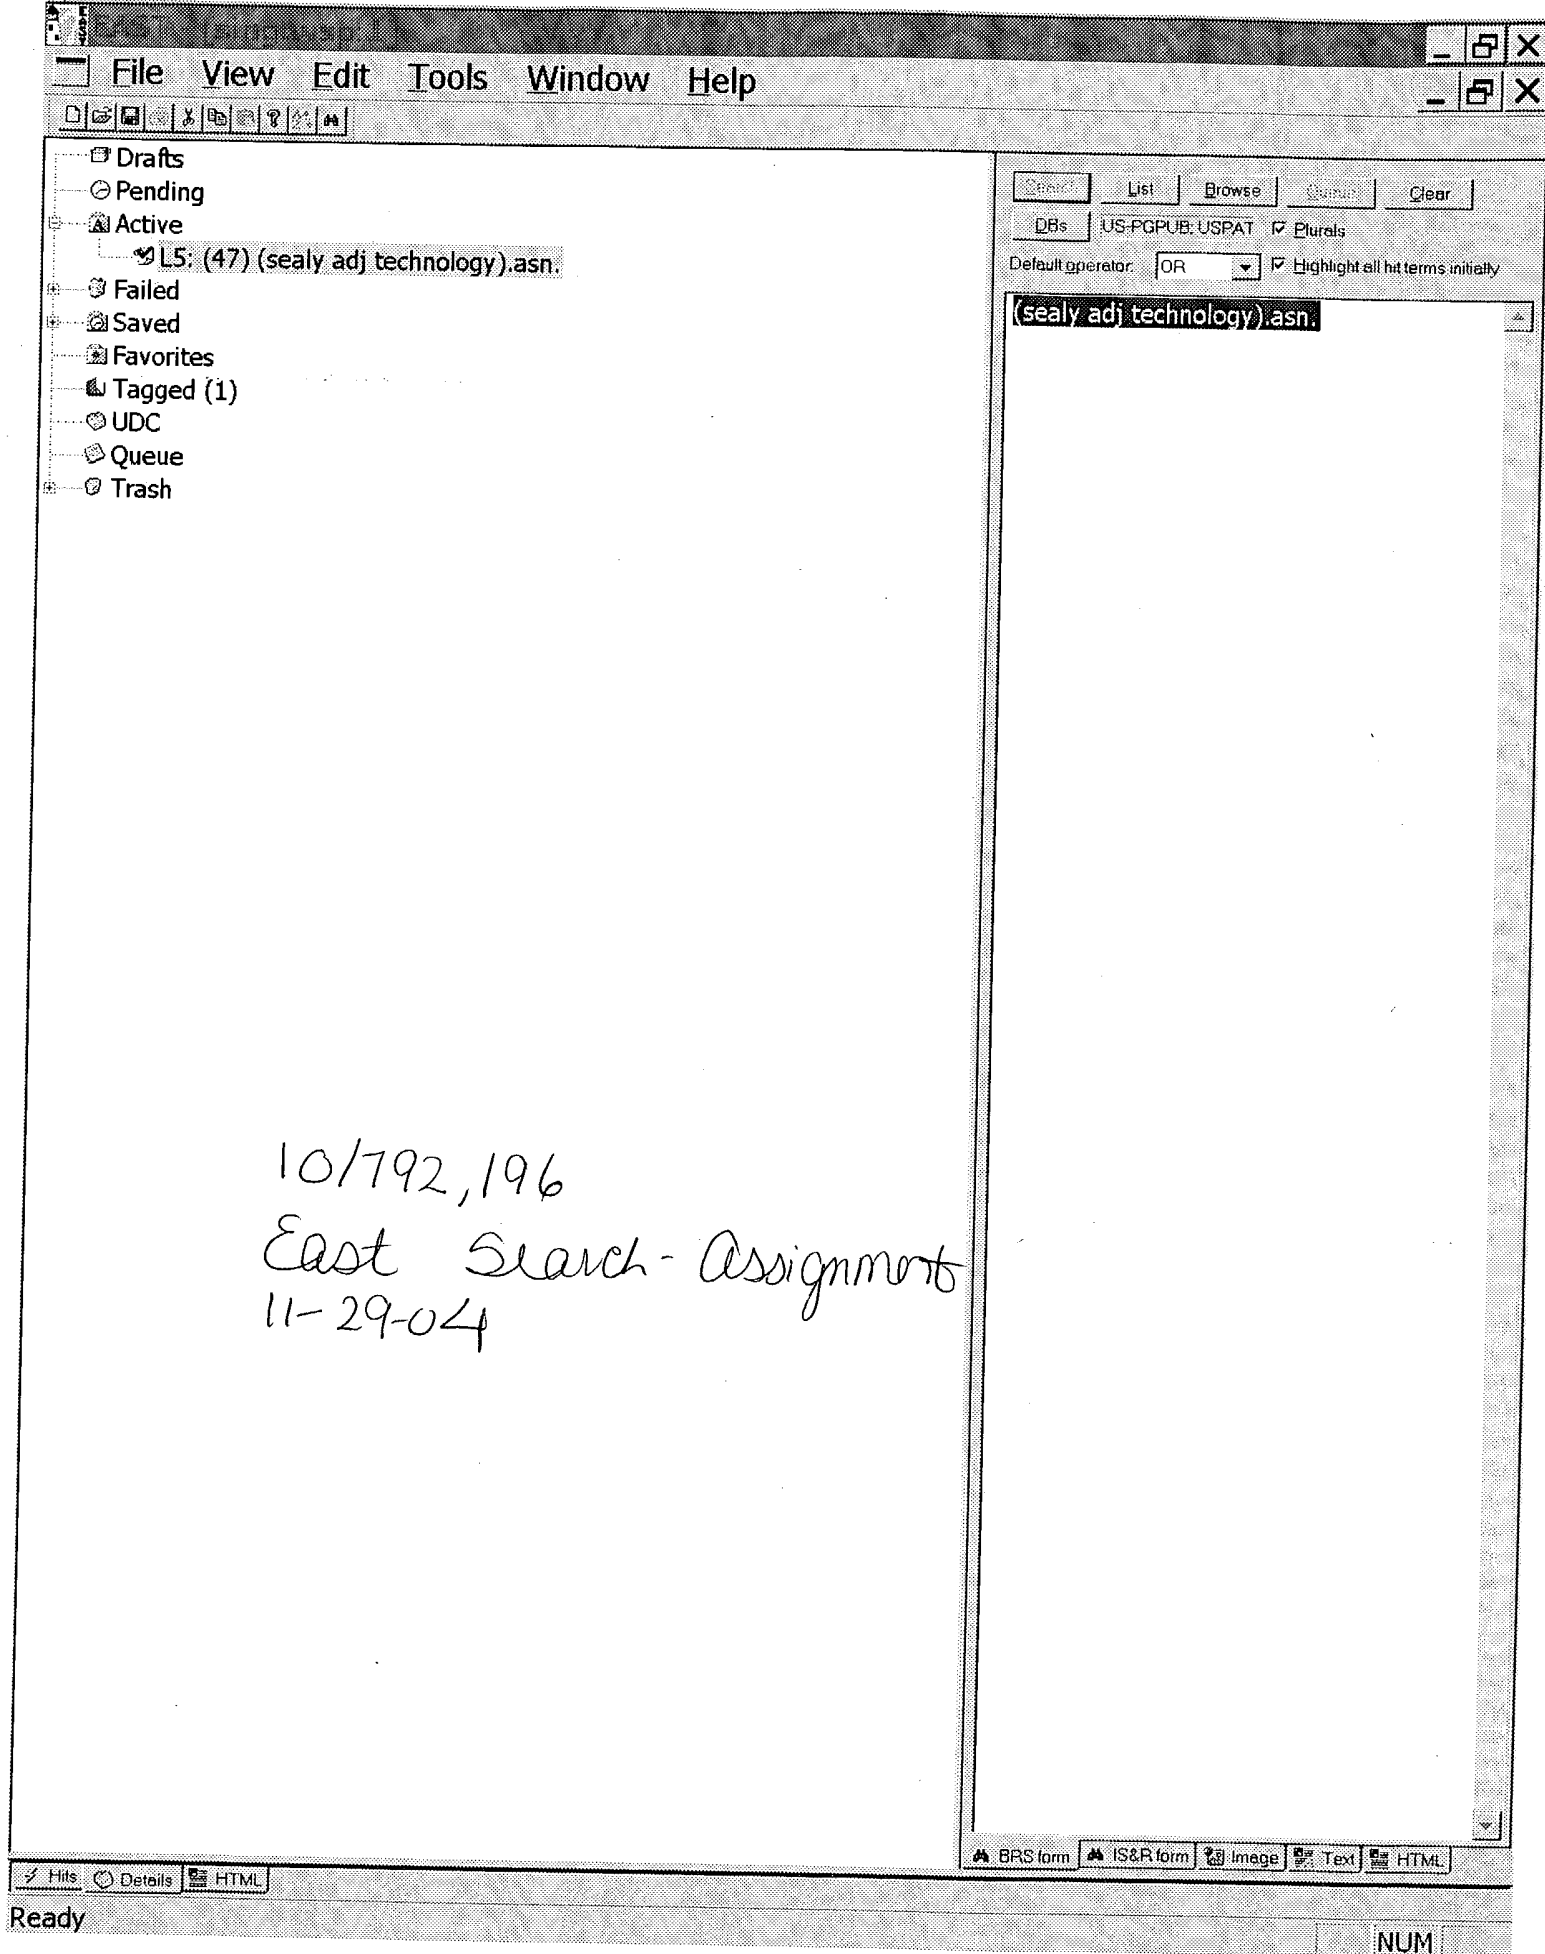 File View Edit Tools Window Help
Drafts
Pending
Active
L5: (47) (sealy adj technology).asn.
Failed
Saved
Favorites
Tagged (1)
UDC
Queue
Trash
List Browse Clear
DBs US-PGPUB; USPAT Plurals
Default operator: OR Highlight all hit terms initially
(sealy adj technology).asn.
10/792,196
East Search - Assignment
11-29-04
BRS form IS&R form Image Text HTML
Hits Details HTML
Ready
NUM